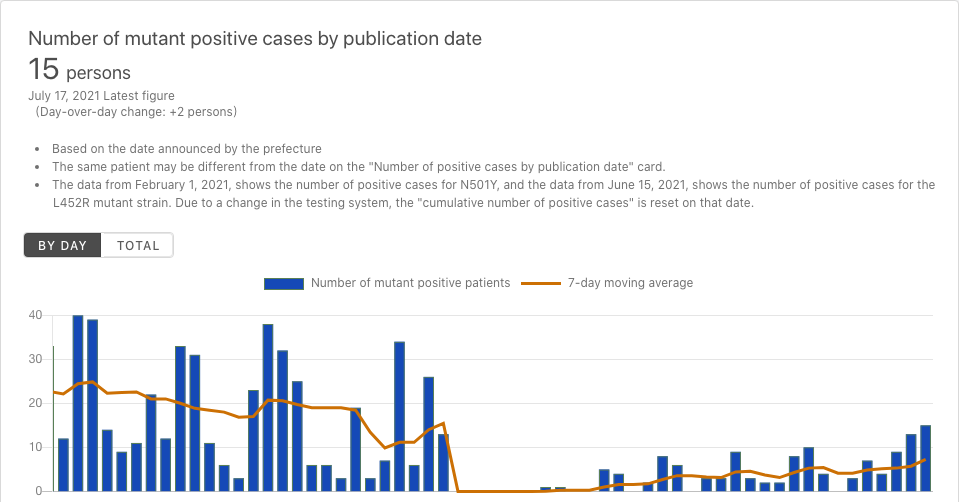 Number of mutant positive cases by publication date
15 persons
July 17, 2021 Latest figure
(Day-over-day change: +2 persons)
• Based on the date announced by the prefecture
• The same patient may be different from the date on the "Number of positive cases by publication date" card.
• The data from February 1, 2021, shows the number of positive cases for N501Y, and the data from June 15, 2021, shows the number of positive cases for the
L452R mutant strain. Due to a change in the testing system, the "cumulative number of positive cases" is reset on that date.
BY DAY TOTAL
Number of mutant positive patients 7-day moving average
40
30
20
10
0